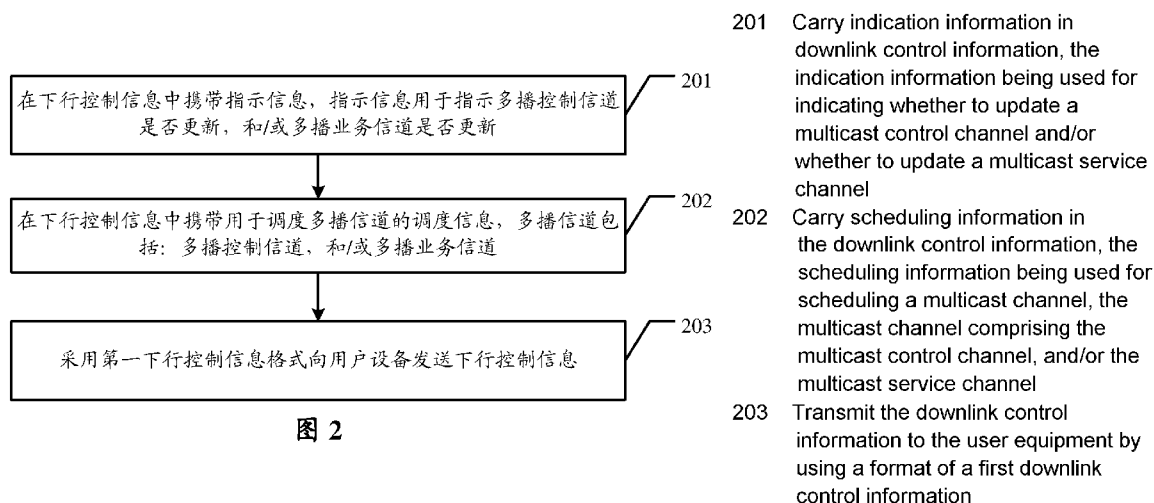 在下行控制信息中携带指示信息，指示信息用于指示多播控制信道
是否更新，和/或多播业务信道是否更新
201
在下行控制信息中携带用于调度多播信道的调度信息，多播信道包
括：多播控制信道，和/或多播业务信道
202
采用第一下行控制信息格式向用户设备发送下行控制信息
203
图 2
201 Carry indication information in
downlink control information, the
indication information being used for
indicating whether to update a
multicast control channel and/or
whether to update a multicast service
channel
202 Carry scheduling information in
the downlink control information, the
scheduling information being used for
scheduling a multicast channel, the
multicast channel comprising the
multicast control channel, and/or the
multicast service channel
203 Transmit the downlink control
information to the user equipment by
using a format of a first downlink
control information